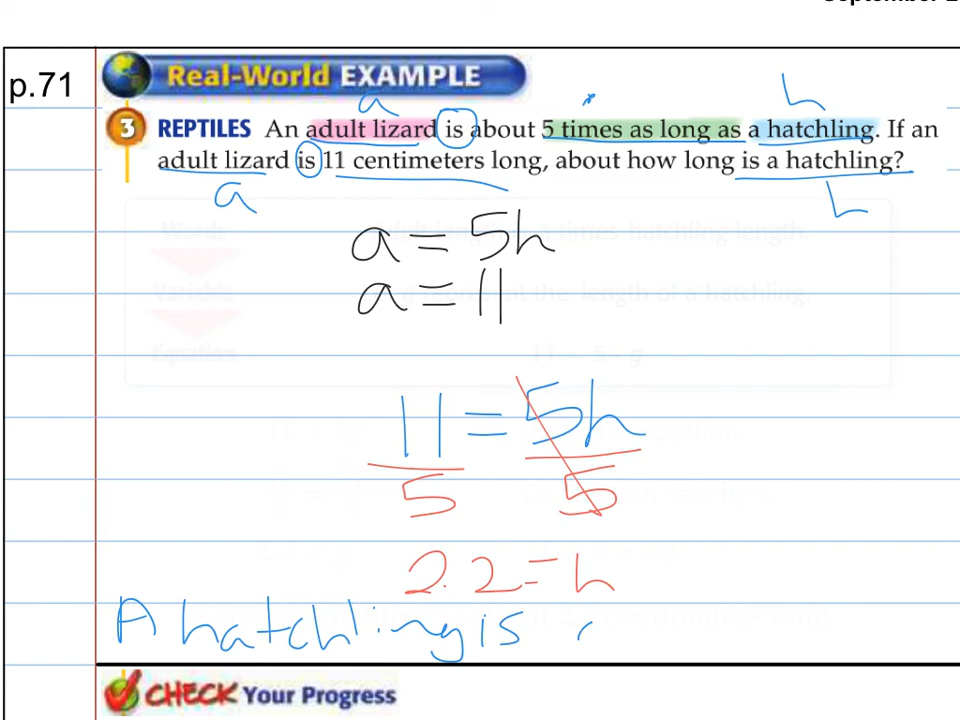 p.71
Real-World EXAMPLE
a h
3 REPTILES An adult lizard is about 5 times as long as a hatchling. If an
adult lizard is 11 centimeters long, about how long is a hatchling?
a h
a = 5h
a = 11
11 = 5h
5 5
2.2 = h
A hatchling is
CHECK Your Progress